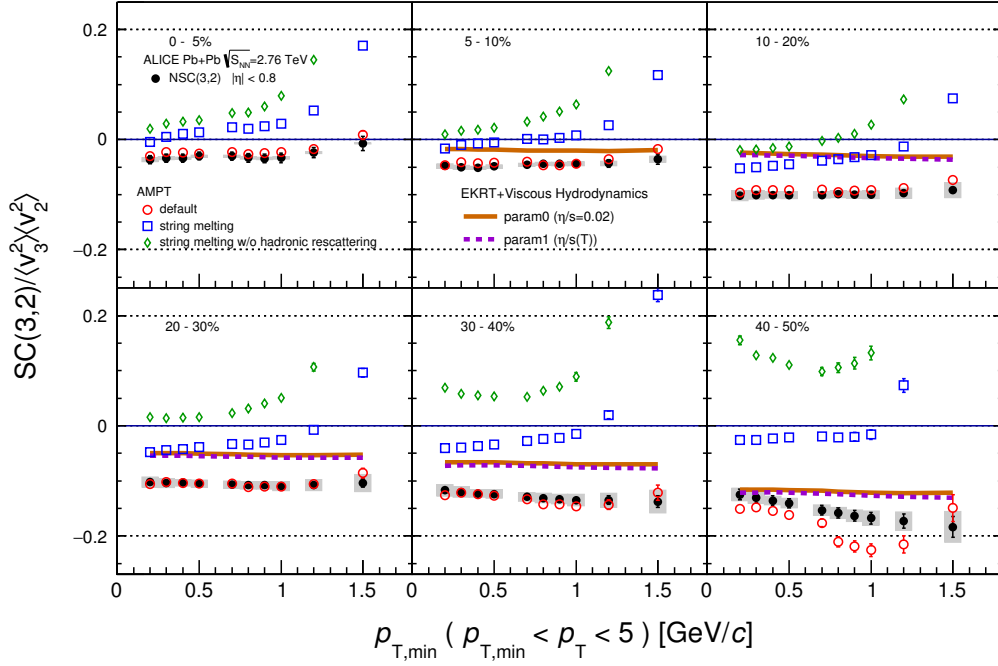 SC(3,2)/⟨v₃²⟩⟨v₂²⟩
0.2
0
−0.2
0 - 5%
ALICE Pb+Pb √S_NN=2.76 TeV
NSC(3,2) |η| < 0.8
AMPT
default
string melting
string melting w/o hadronic rescattering
5 - 10%
EKRT+Viscous Hydrodynamics
param0 (η/s=0.02)
param1 (η/s(T))
10 - 20%
0.2
0
−0.2
20 - 30%
30 - 40%
40 - 50%
0 0.5 1 1.5 0 0.5 1 1.5 0 0.5 1 1.5
p_T,min ( p_T,min < p_T < 5 ) [GeV/c]